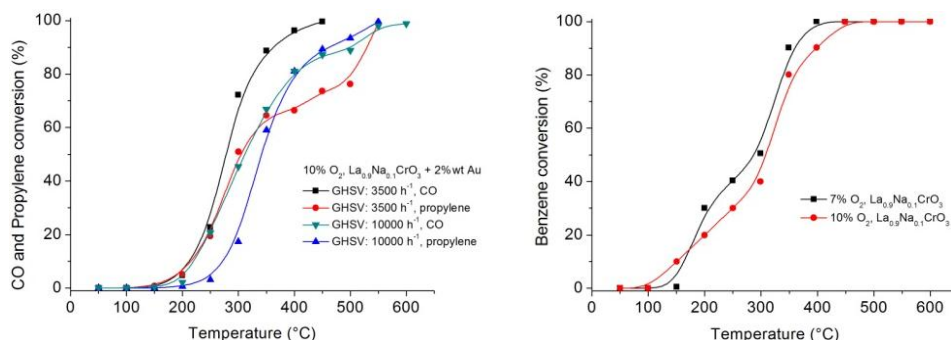 CO and Propylene conversion (%)
100
80
60
40
20
0
10% O₂, La₀.₉Na₀.₁CrO₃ + 2%wt Au
GHSV: 3500 h⁻¹, CO
GHSV: 3500 h⁻¹, propylene
GHSV: 10000 h⁻¹, CO
GHSV: 10000 h⁻¹, propylene
0 100 200 300 400 500 600
Temperature (°C)
Benzene conversion (%)
100
80
60
40
20
0
7% O₂, La₀.₉Na₀.₁CrO₃
10% O₂, La₀.₉Na₀.₁CrO₃
0 100 200 300 400 500 600
Temperature (°C)